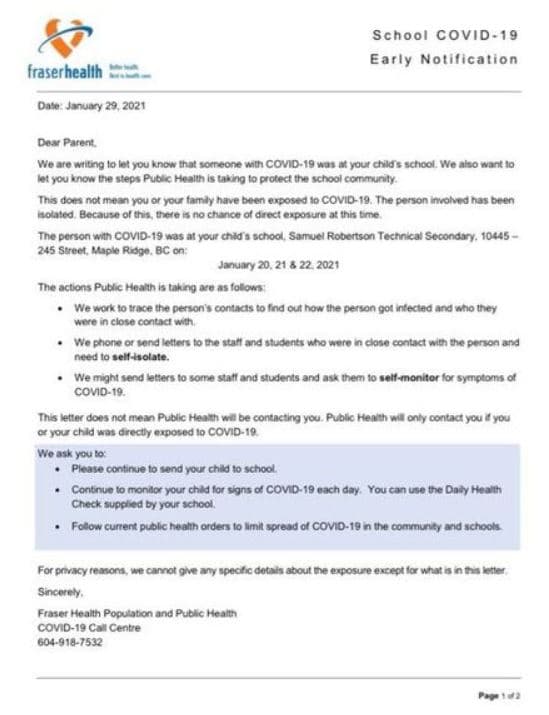 School COVID-19
Early Notification
fraserhealth
Better health.
Best in health care.
Date: January 29, 2021
Dear Parent,
We are writing to let you know that someone with COVID-19 was at your child's school. We also want to
let you know the steps Public Health is taking to protect the school community.
This does not mean you or your family have been exposed to COVID-19. The person involved has been
isolated. Because of this, there is no chance of direct exposure at this time.
The person with COVID-19 was at your child's school, Samuel Robertson Technical Secondary, 10445 –
245 Street, Maple Ridge, BC on:
January 20, 21 & 22, 2021
The actions Public Health is taking are as follows:
• We work to trace the person's contacts to find out how the person got infected and who they
were in close contact with.
• We phone or send letters to the staff and students who were in close contact with the person and
need to self-isolate.
• We might send letters to some staff and students and ask them to self-monitor for symptoms of
COVID-19.
This letter does not mean Public Health will be contacting you. Public Health will only contact you if you
or your child was directly exposed to COVID-19.
We ask you to:
• Please continue to send your child to school.
• Continue to monitor your child for signs of COVID-19 each day. You can use the Daily Health
Check supplied by your school.
• Follow current public health orders to limit spread of COVID-19 in the community and schools.
For privacy reasons, we cannot give any specific details about the exposure except for what is in this letter.
Sincerely,
Fraser Health Population and Public Health
COVID-19 Call Centre
604-918-7532
Page 1 of 2